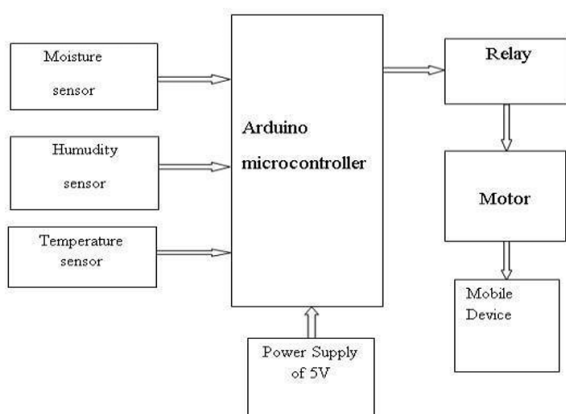 Moisture
sensor
Humudity
sensor
Temperature
sensor
Arduino
microcontroller
Power Supply
of 5V
Relay
Motor
Mobile
Device